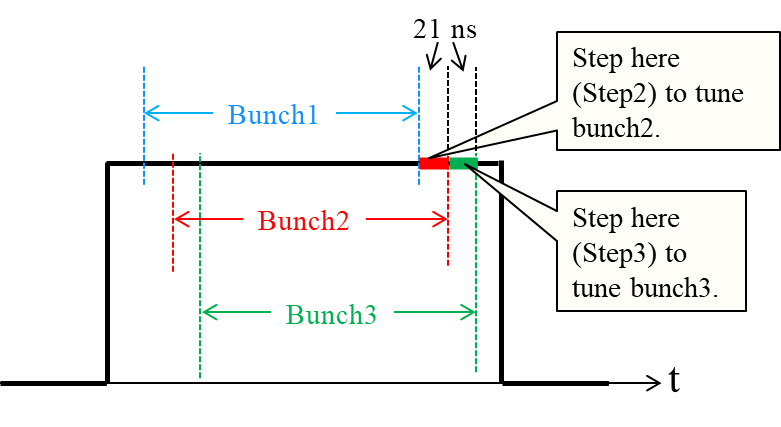 21 ns
Step here
(Step2) to tune
bunch2.
Bunch1
Bunch2
Step here
(Step3) to
tune bunch3.
Bunch3
t